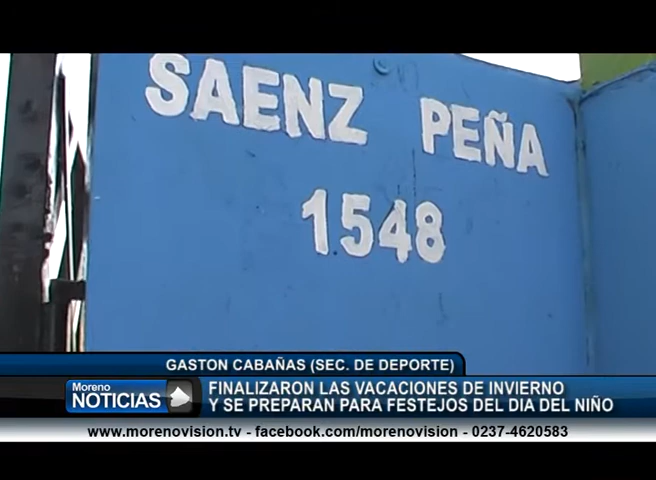 SAENZ PEÑA
1548
GASTON CABAÑAS (SEC. DE DEPORTE)
Moreno
NOTICIAS
FINALIZARON LAS VACACIONES DE INVIERNO
Y SE PREPARAN PARA FESTEJOS DEL DIA DEL NIÑO
www.morenovision.tv - facebook.com/morenovision - 0237-4620583